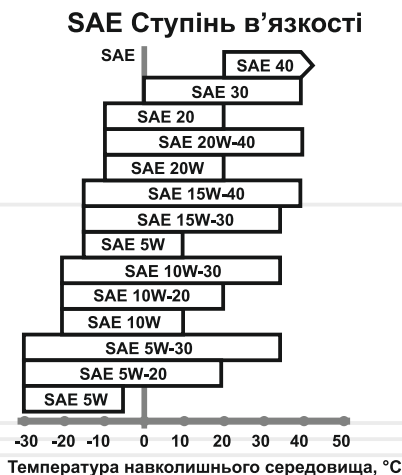 SAE Ступінь в’язкості
SAE
SAE 40
SAE 30
SAE 20
SAE 20W-40
SAE 20W
SAE 15W-40
SAE 15W-30
SAE 5W
SAE 10W-30
SAE 10W-20
SAE 10W
SAE 5W-30
SAE 5W-20
SAE 5W
-30 -20 -10 0 10 20 30 40 50
Температура навколишнього середовища, °C